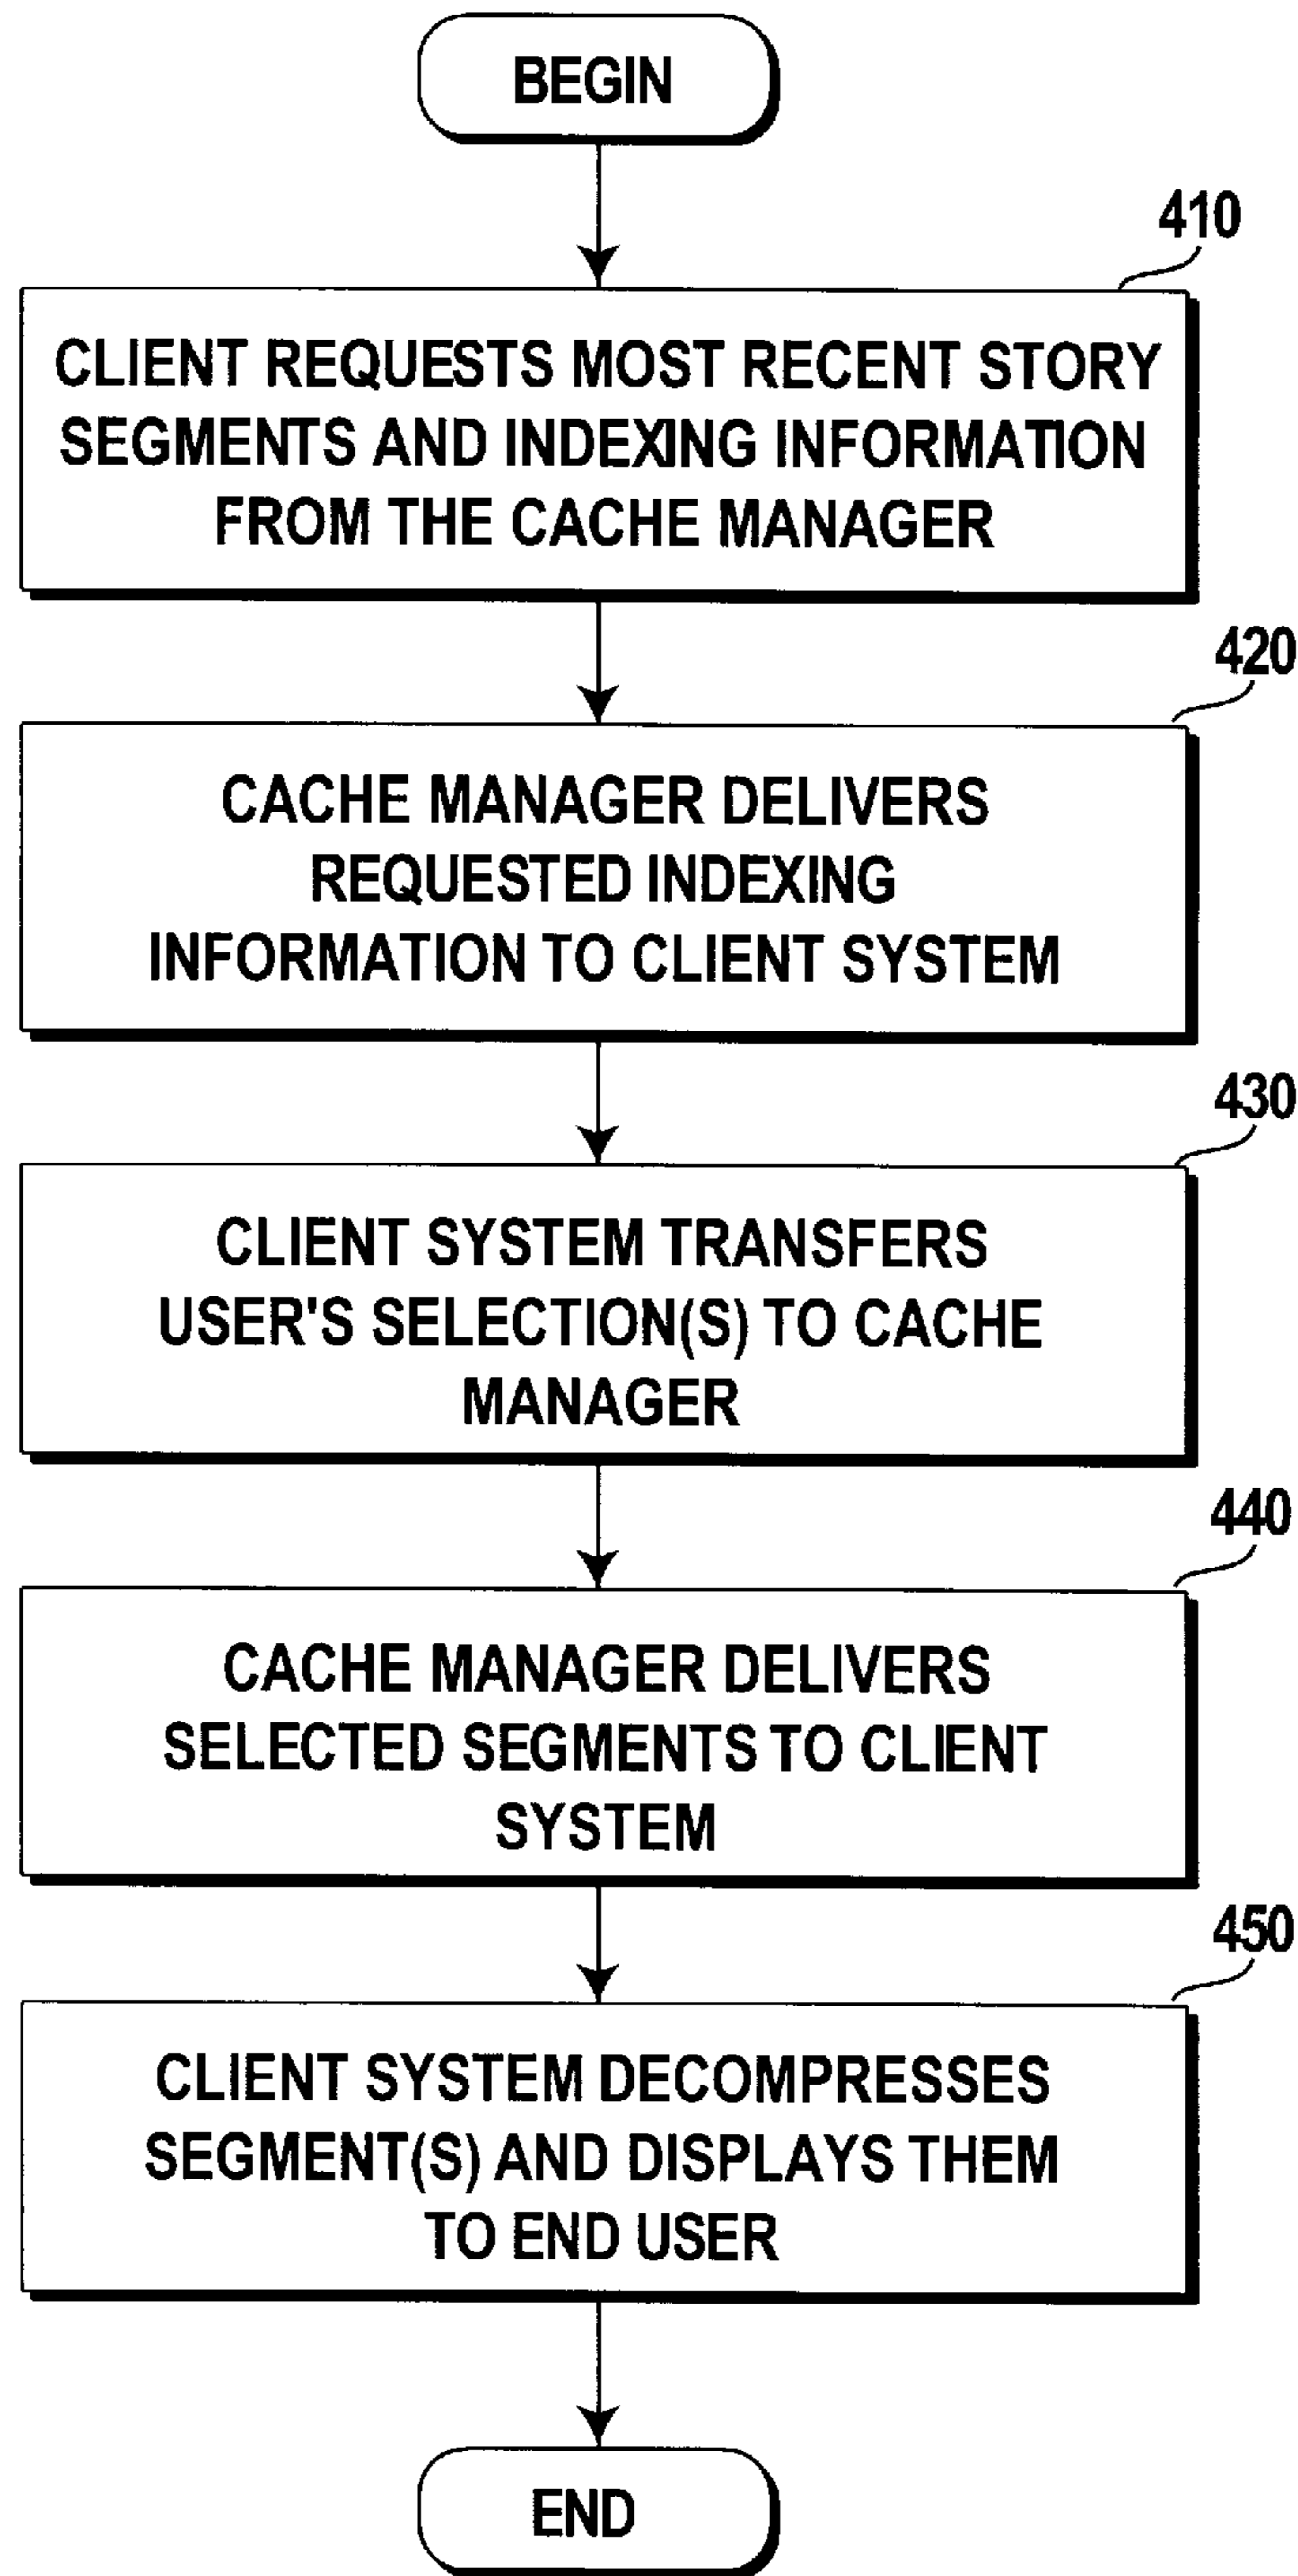 BEGIN
410
CLIENT REQUESTS MOST RECENT STORY
SEGMENTS AND INDEXING INFORMATION
FROM THE CACHE MANAGER
420
CACHE MANAGER DELIVERS
REQUESTED INDEXING
INFORMATION TO CLIENT SYSTEM
430
CLIENT SYSTEM TRANSFERS
USER'S SELECTION(S) TO CACHE
MANAGER
440
CACHE MANAGER DELIVERS
SELECTED SEGMENTS TO CLIENT
SYSTEM
450
CLIENT SYSTEM DECOMPRESSES
SEGMENT(S) AND DISPLAYS THEM
TO END USER
END